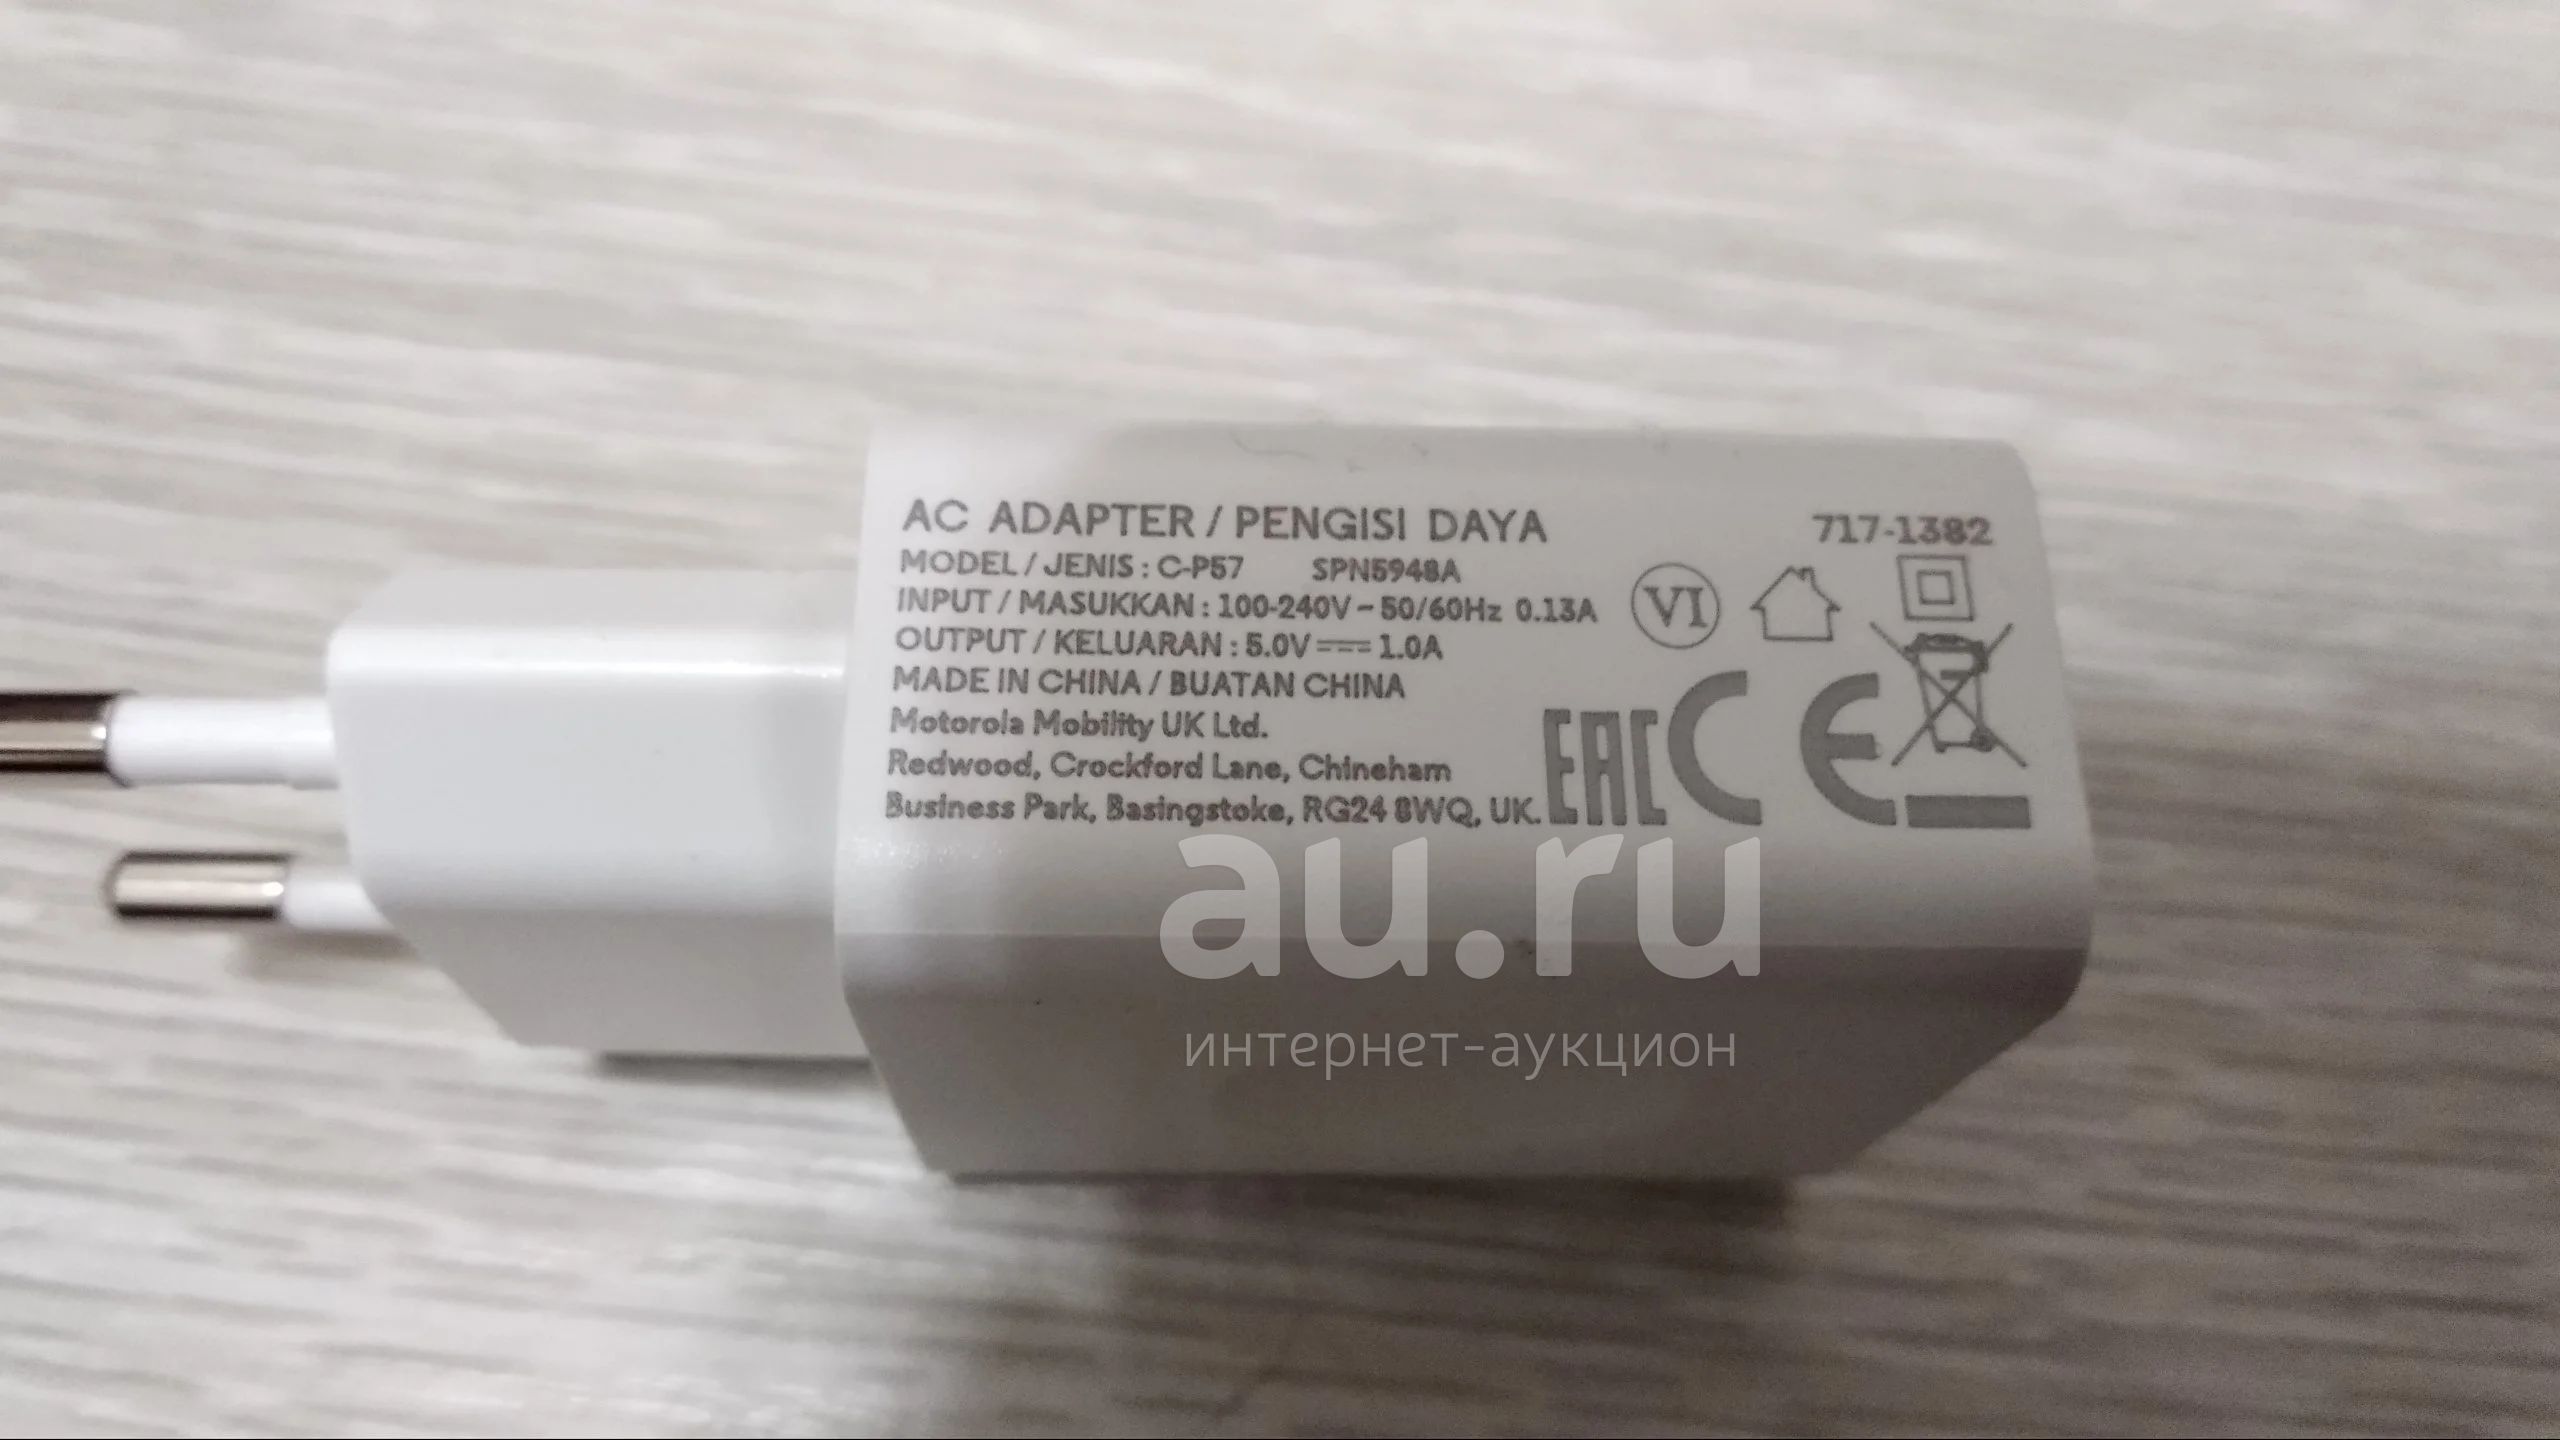 AC ADAPTER / PENGISI DAYA
717-1382
MODEL / JENIS : C-P57 SPN5948A
INPUT / MASUKKAN : 100-240V ~ 50/60Hz 0.13A
VI
OUTPUT / KELUARAN : 5.0V⎓1.0A
MADE IN CHINA / BUATAN CHINA
Motorola Mobility UK Ltd.
Redwood, Crockford Lane, Chineham
Business Park, Basingstoke, RG24 8WQ, UK.
EAC CE
au.ru
интернет-аукцион